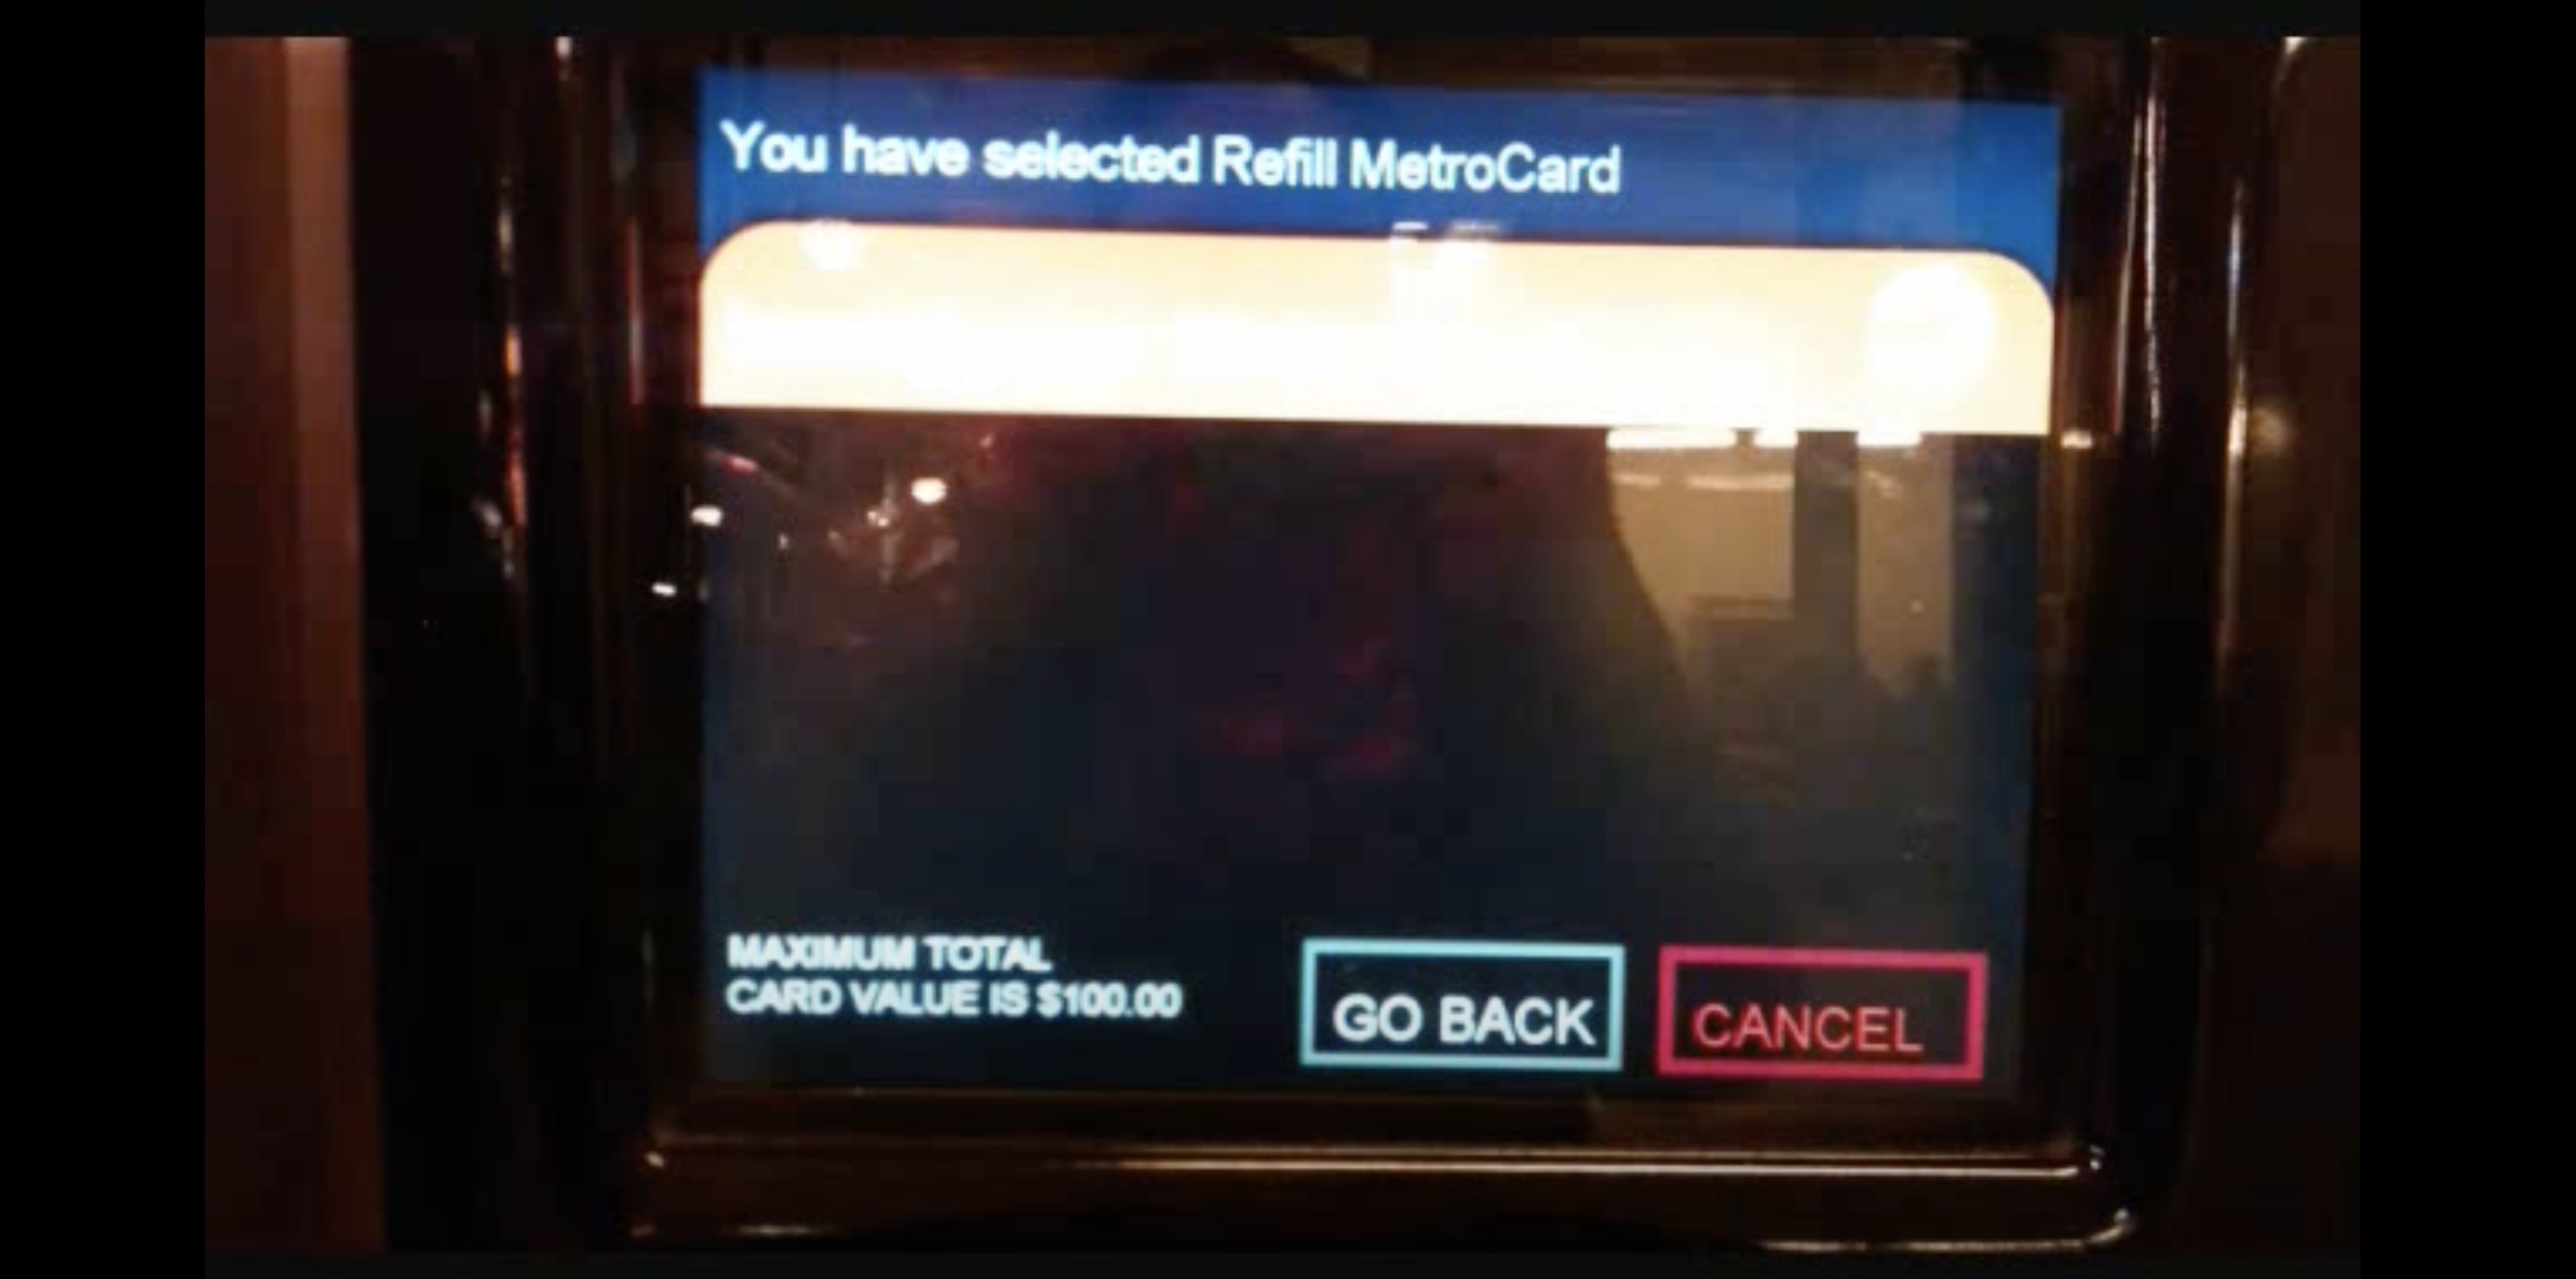 You have selected Refill MetroCard
MAXIMUM TOTAL
CARD VALUE IS $100.00
GO BACK
CANCEL